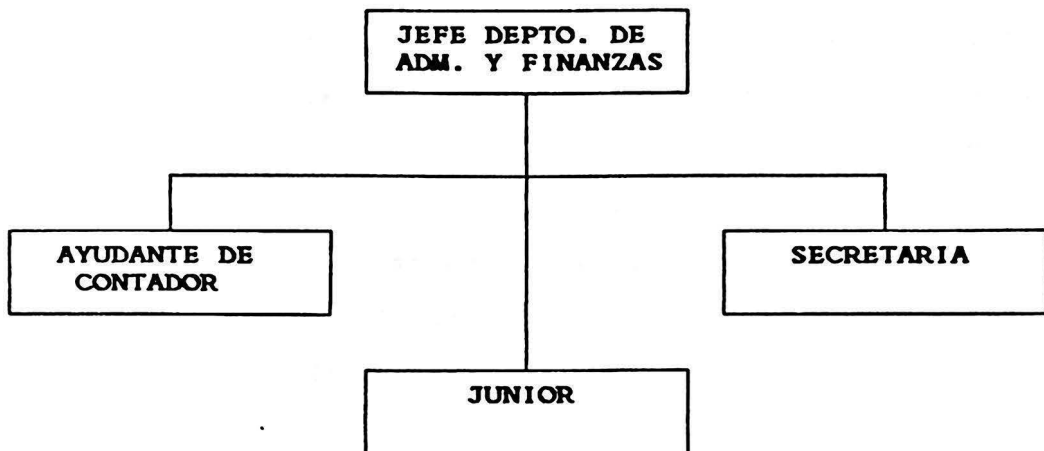 JEFE DEPTO. DE
ADM. Y FINANZAS
AYUDANTE DE
CONTADOR
SECRETARIA
JUNIOR